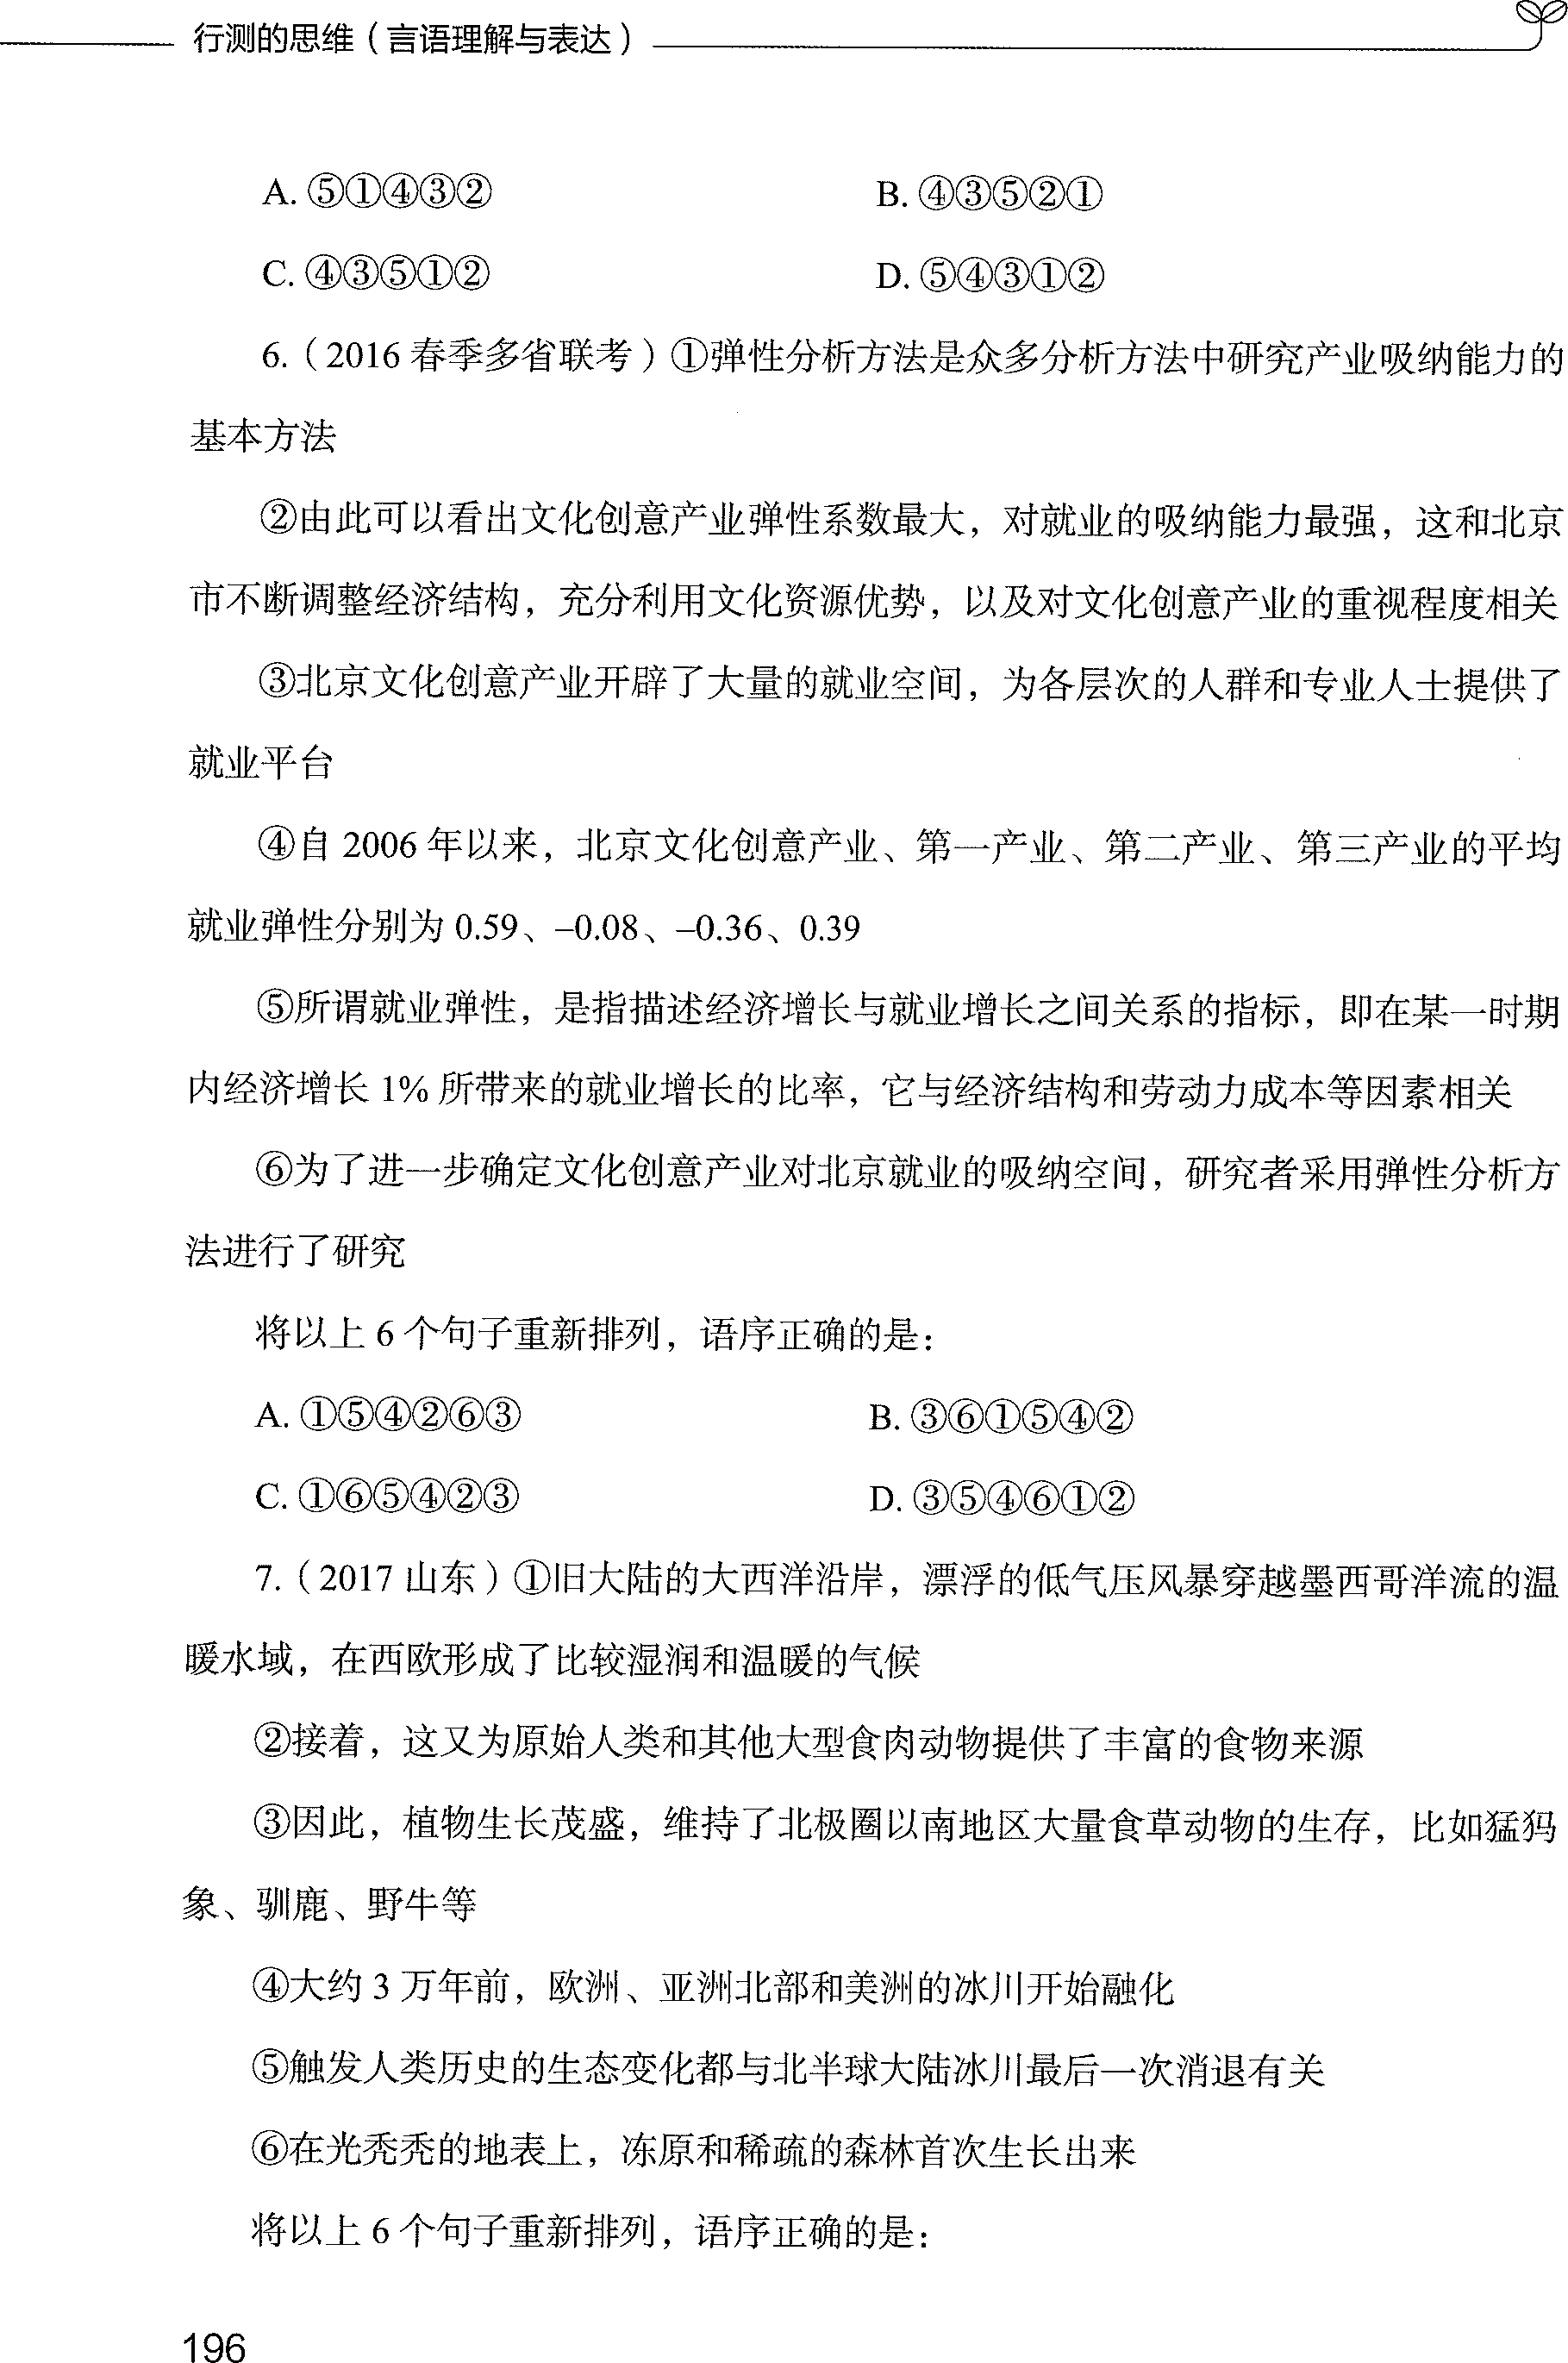 行测的思维（言语理解与表达）
A. ⑤①④③② B. ④③⑤②①
C. ④③⑤①② D. ⑤④③①②
6.（2016 春季多省联考）①弹性分析方法是众多分析方法中研究产业吸纳能力的
基本方法
②由此可以看出文化创意产业弹性系数最大，对就业的吸纳能力最强，这和北京
市不断调整经济结构，充分利用文化资源优势，以及对文化创意产业的重视程度相关
③北京文化创意产业开辟了大量的就业空间，为各层次的人群和专业人士提供了
就业平台
④自 2006 年以来，北京文化创意产业、第一产业、第二产业、第三产业的平均
就业弹性分别为 0.59、–0.08、–0.36、0.39
⑤所谓就业弹性，是指描述经济增长与就业增长之间关系的指标，即在某一时期
内经济增长 1% 所带来的就业增长的比率，它与经济结构和劳动力成本等因素相关
⑥为了进一步确定文化创意产业对北京就业的吸纳空间，研究者采用弹性分析方
法进行了研究
将以上 6 个句子重新排列，语序正确的是：
A. ①⑤④②⑥③ B. ③⑥①⑤④②
C. ①⑥⑤④②③ D. ③⑤④⑥①②
7.（2017 山东）①旧大陆的大西洋沿岸，漂浮的低气压风暴穿越墨西哥洋流的温
暖水域，在西欧形成了比较湿润和温暖的气候
②接着，这又为原始人类和其他大型食肉动物提供了丰富的食物来源
③因此，植物生长茂盛，维持了北极圈以南地区大量食草动物的生存，比如猛犸
象、驯鹿、野牛等
④大约 3 万年前，欧洲、亚洲北部和美洲的冰川开始融化
⑤触发人类历史的生态变化都与北半球大陆冰川最后一次消退有关
⑥在光秃秃的地表上，冻原和稀疏的森林首次生长出来
将以上 6 个句子重新排列，语序正确的是：
196